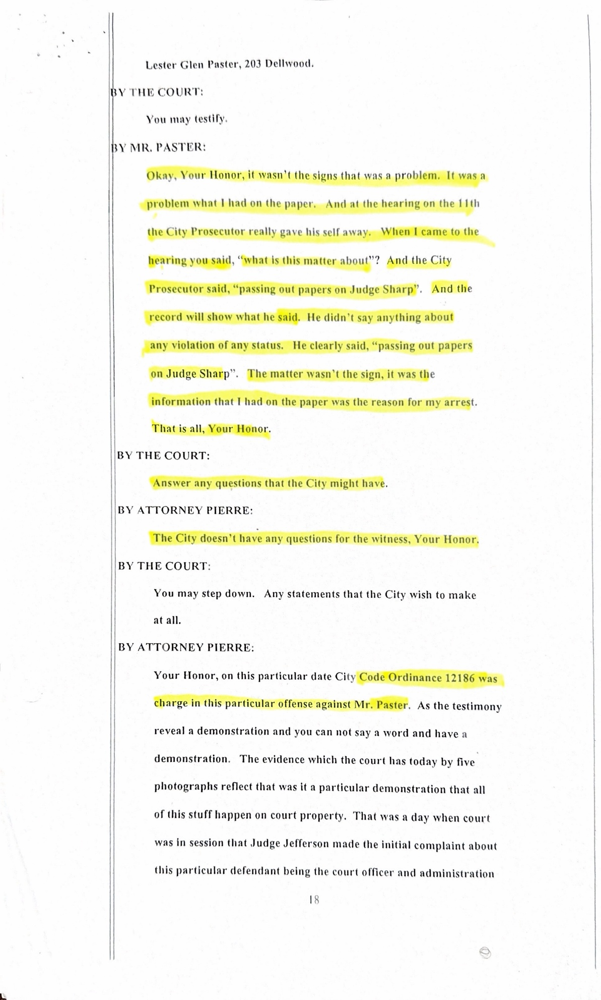 Lester Glen Paster, 203 Dellwood.
BY THE COURT:
You may testify.
BY MR. PASTER:
Okay, Your Honor, it wasn't the signs that was a problem. It was a
problem what I had on the paper. And at the hearing on the 11th
the City Prosecutor really gave his self away. When I came to the
hearing you said, “what is this matter about”? And the City
Prosecutor said, “passing out papers on Judge Sharp”. And the
record will show what he said. He didn't say anything about
any violation of any status. He clearly said, “passing out papers
on Judge Sharp”. The matter wasn't the sign, it was the
information that I had on the paper was the reason for my arrest.
That is all, Your Honor.
BY THE COURT:
Answer any questions that the City might have.
BY ATTORNEY PIERRE:
The City doesn't have any questions for the witness, Your Honor.
BY THE COURT:
You may step down. Any statements that the City wish to make
at all.
BY ATTORNEY PIERRE:
Your Honor, on this particular date City Code Ordinance 12186 was
charge in this particular offense against Mr. Paster. As the testimony
reveal a demonstration and you can not say a word and have a
demonstration. The evidence which the court has today by five
photographs reflect that was it a particular demonstration that all
of this stuff happen on court property. That was a day when court
was in session that Judge Jefferson made the initial complaint about
this particular defendant being the court officer and administration
18